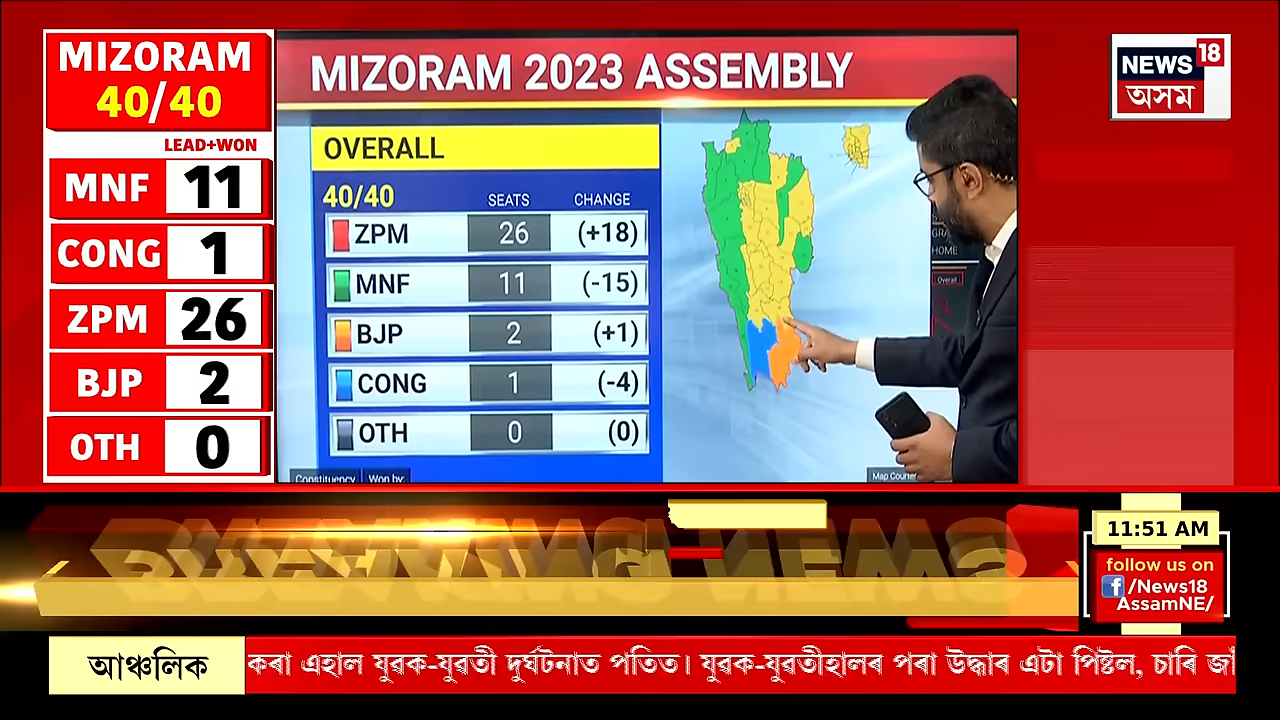 MIZORAM
40/40
LEAD+WON
MNF 11
CONG 1
ZPM 26
BJP 2
OTH 0
MIZORAM 2023 ASSEMBLY
OVERALL
40/40 SEATS CHANGE
ZPM 26 (+18)
MNF 11 (-15)
BJP 2 (+1)
CONG 1 (-4)
OTH 0 (0)
Constituency Won by:
HOME
Overall
Map
NEWS 18
অসম
BREAKING NEWS
11:51 AM
follow us on
f /News18
AssamNE/
আঞ্চলিক
কৰা এহাল যুৱক-যুৱতী দুৰ্ঘটনাত পতিত। যুৱক-যুৱতীহালৰ পৰা উদ্ধাৰ এটা পিষ্টল, চাৰি